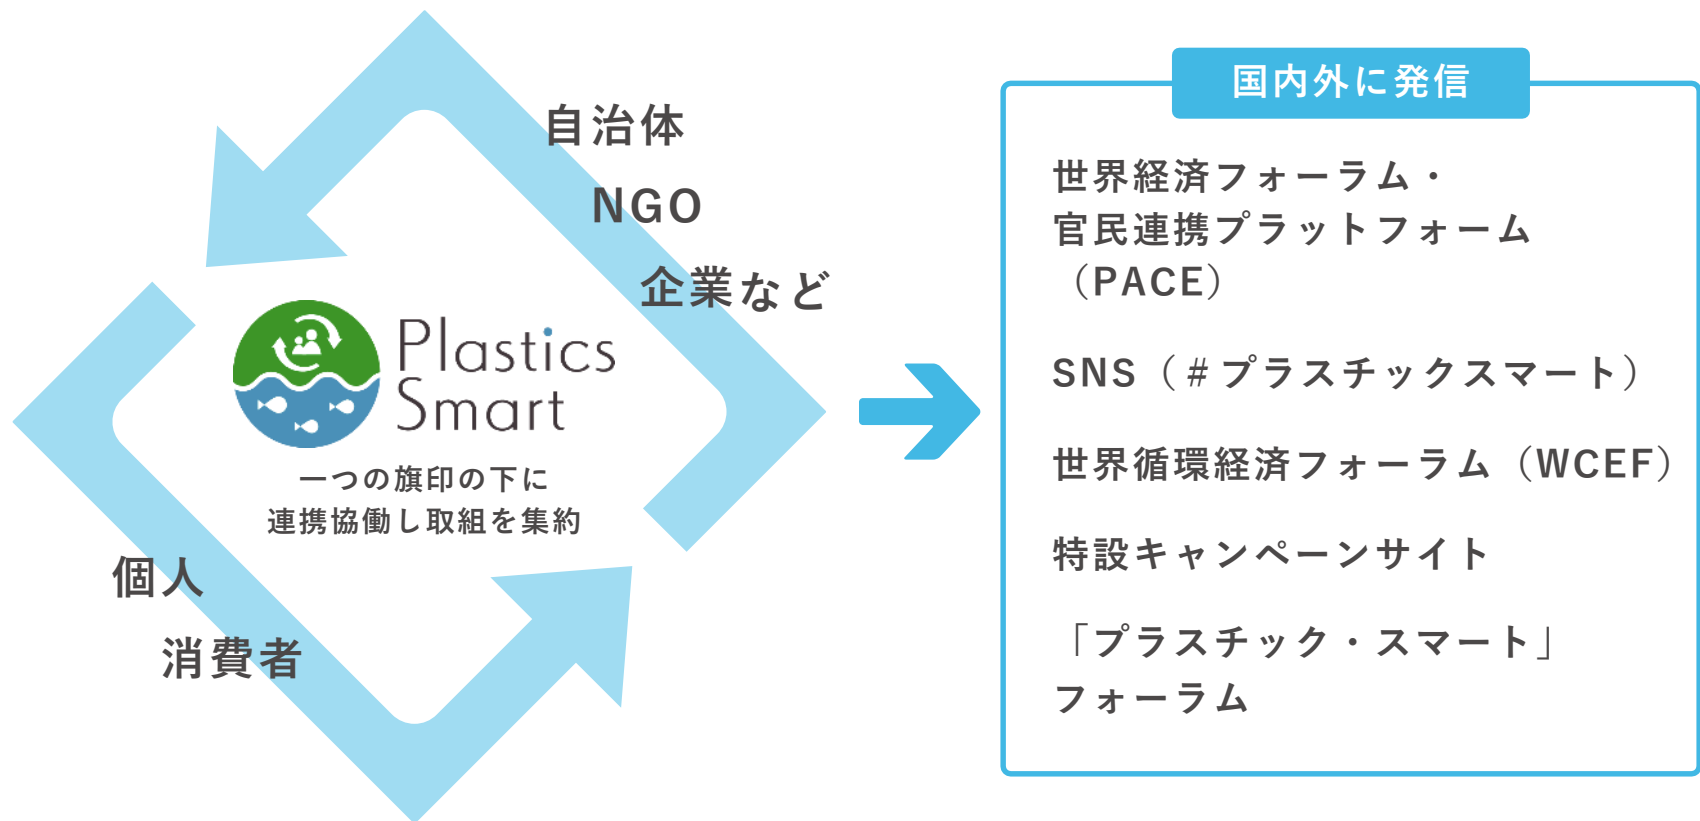 自治体
NGO
企業など
Plastics
Smart
一つの旗印の下に
連携協働し取組を集約
個人
消費者
国内外に発信
世界経済フォーラム・
官民連携プラットフォーム
（PACE）
SNS（＃プラスチックスマート）
世界循環経済フォーラム（WCEF）
特設キャンペーンサイト
「プラスチック・スマート」
フォーラム